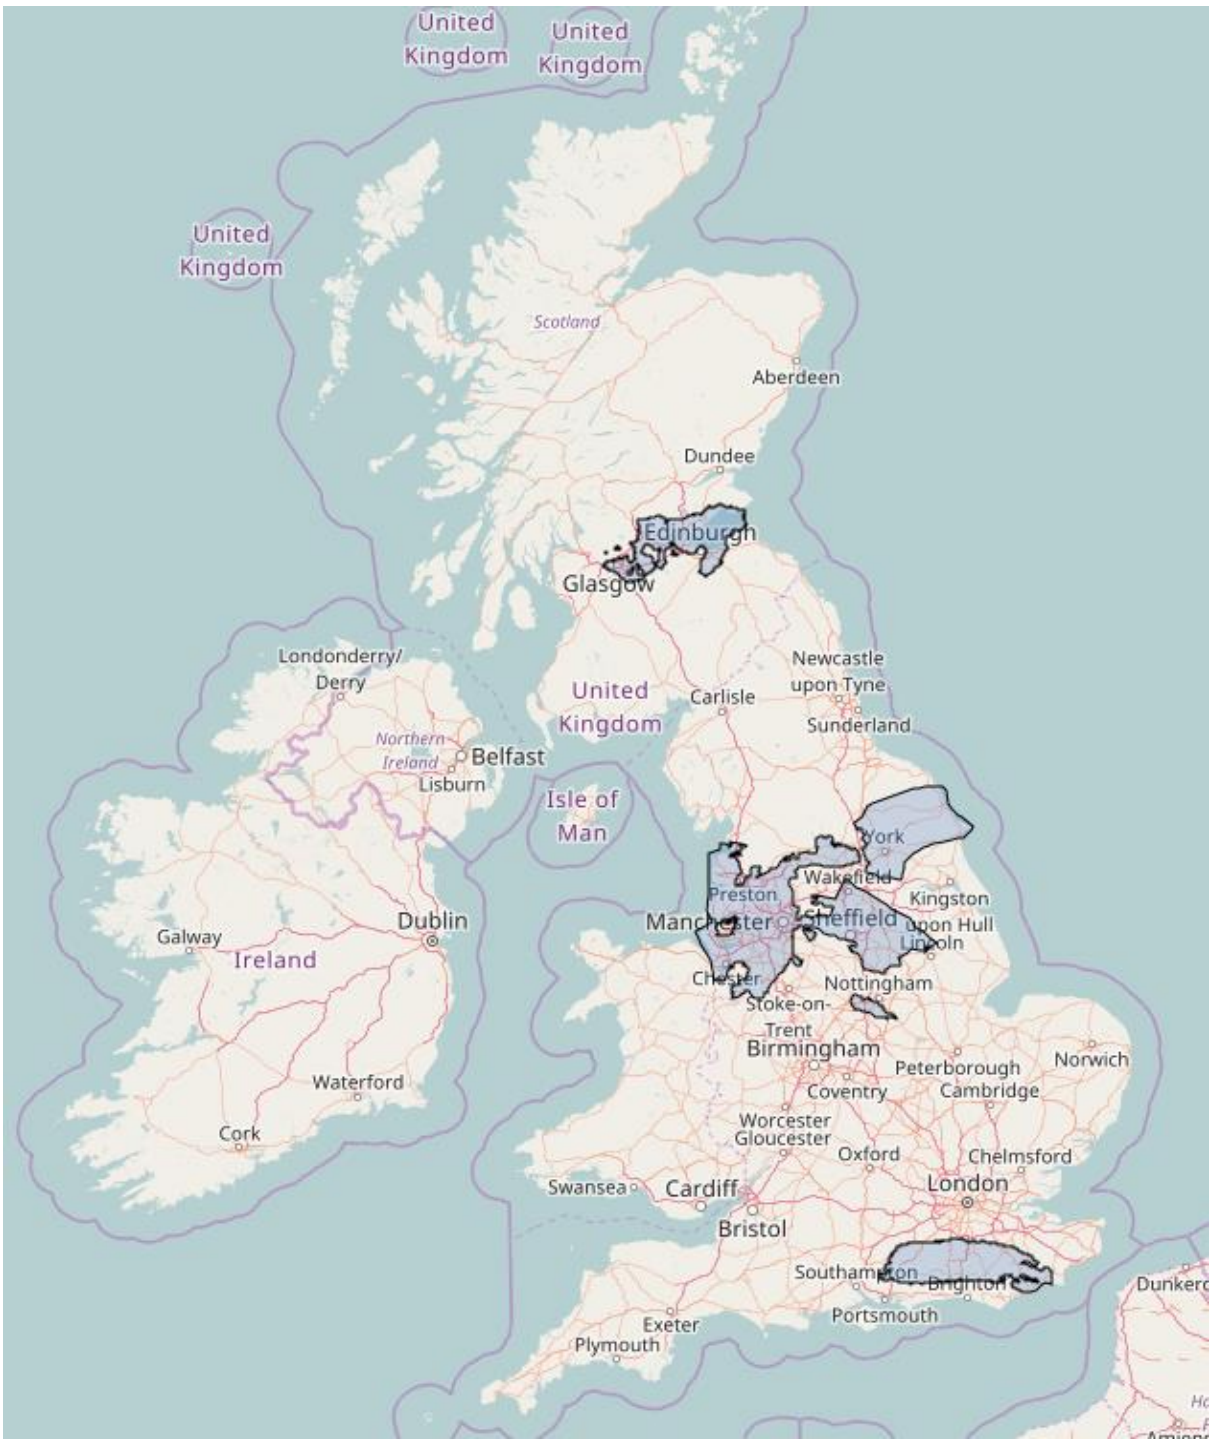 United
Kingdom
United
Kingdom
United
Kingdom
Scotland
Aberdeen
Dundee
Edinburgh
Glasgow
Londonderry/
Derry
Newcastle
upon Tyne
United
Kingdom
Carlisle
Sunderland
Northern
Ireland
Belfast
Lisburn
Isle of
Man
York
Wakefield
Preston
Kingston
upon Hull
Manchester
Sheffield
Dublin
Galway
Ireland
Lincoln
Chester
Nottingham
Stoke-on-
Trent
Birmingham
Norwich
Peterborough
Waterford
Coventry
Cambridge
Worcester
Cork
Gloucester
Oxford
Chelmsford
Swansea
Cardiff
London
Bristol
Southampton
Brighton
Portsmouth
Exeter
Plymouth